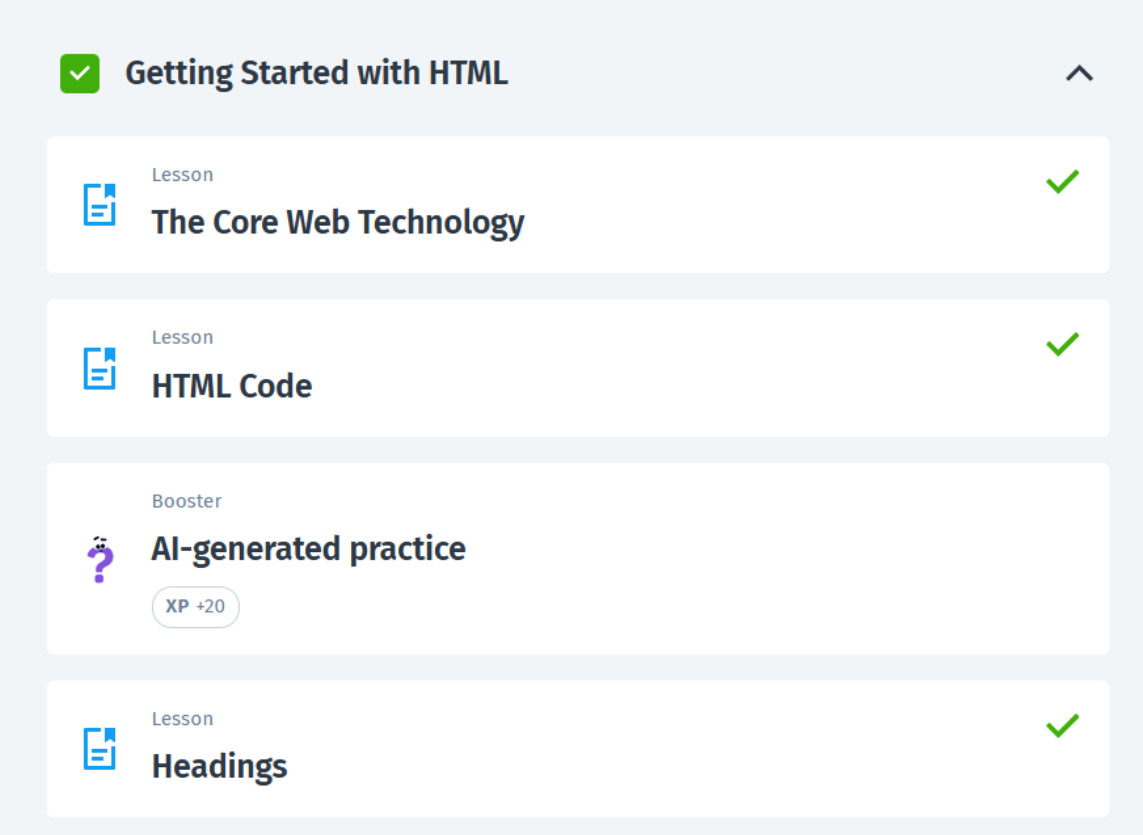 Getting Started with HTML
Lesson
The Core Web Technology
Lesson
HTML Code
Booster
AI-generated practice
XP +20
Lesson
Headings